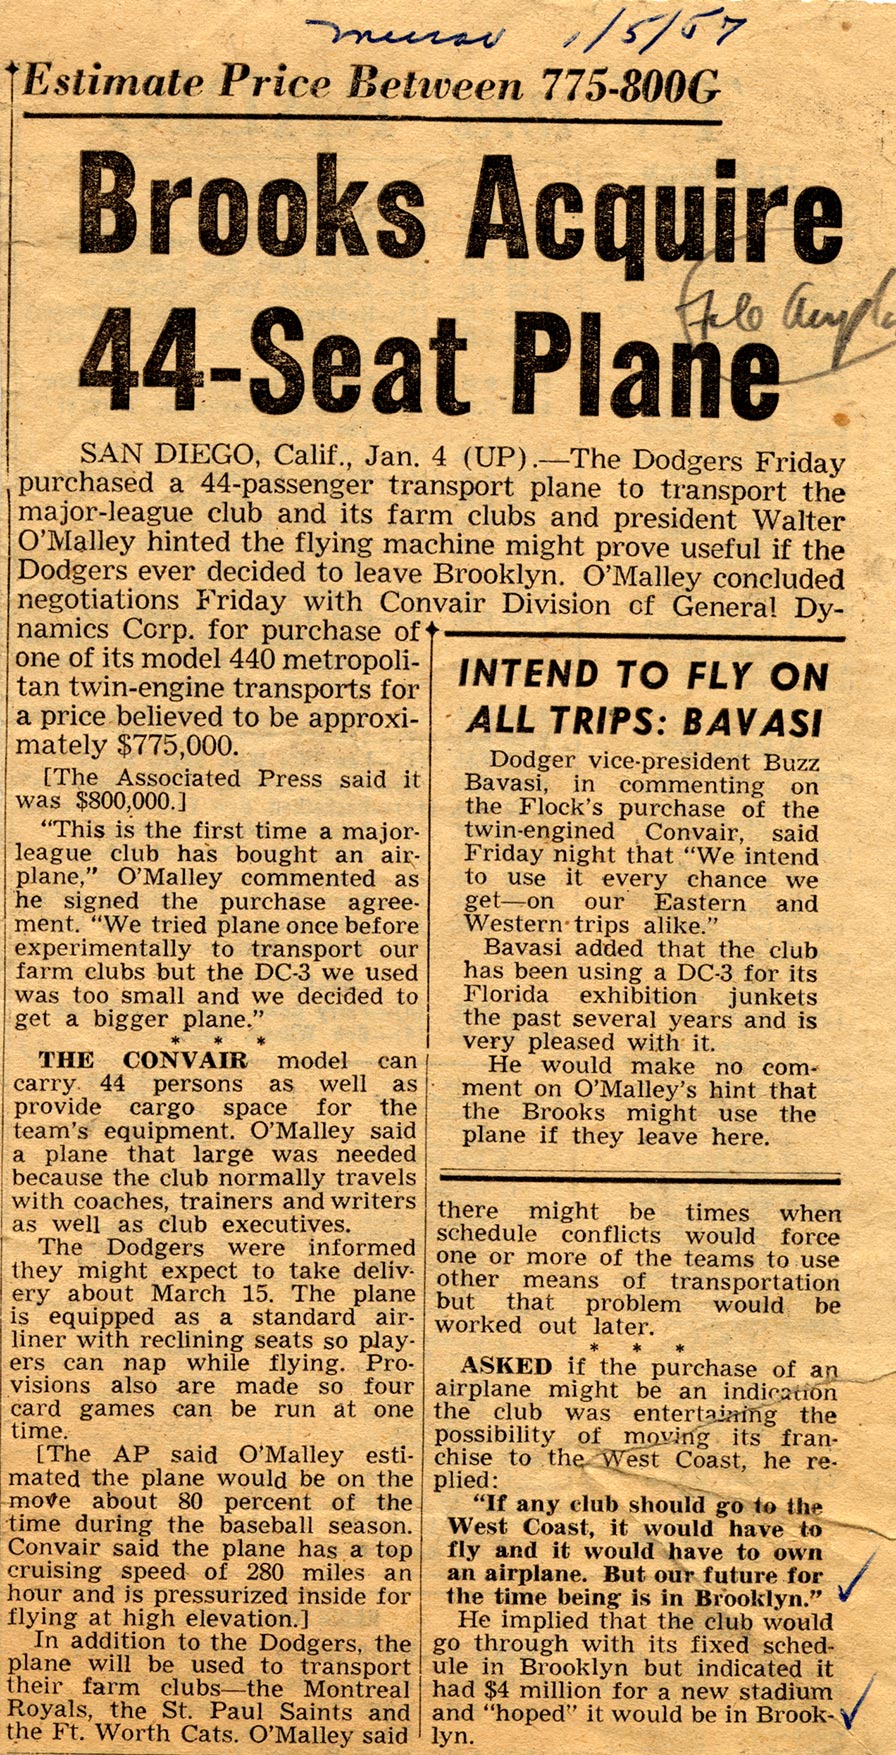 1/5/57
Estimate Price Between 775-800G
Brooks Acquire
44-Seat Plane
SAN DIEGO, Calif., Jan. 4 (UP).—The Dodgers Friday
purchased a 44-passenger transport plane to transport the
major-league club and its farm clubs and president Walter
O'Malley hinted the flying machine might prove useful if the
Dodgers ever decided to leave Brooklyn. O'Malley concluded
negotiations Friday with Convair Division of General Dy-
namics Corp. for purchase of
one of its model 440 metropoli-
tan twin-engine transports for
a price believed to be approxi-
mately $775,000.
[The Associated Press said it
was $800,000.]
"This is the first time a major-
league club has bought an air-
plane," O'Malley commented as
he signed the purchase agree-
ment. "We tried plane once before
experimentally to transport our
farm clubs but the DC-3 we used
was too small and we decided to
get a bigger plane."
* * *
THE CONVAIR model can
carry 44 persons as well as
provide cargo space for the
team's equipment. O'Malley said
a plane that large was needed
because the club normally travels
with coaches, trainers and writers
as well as club executives.
The Dodgers were informed
they might expect to take deliv-
ery about March 15. The plane
is equipped as a standard air-
liner with reclining seats so play-
ers can nap while flying. Pro-
visions also are made so four
card games can be run at one
time.
[The AP said O'Malley esti-
mated the plane would be on the
move about 80 percent of the
time during the baseball season.
Convair said the plane has a top
cruising speed of 280 miles an
hour and is pressurized inside for
flying at high elevation.]
In addition to the Dodgers, the
plane will be used to transport
their farm clubs—the Montreal
Royals, the St. Paul Saints and
the Ft. Worth Cats. O'Malley said
INTEND TO FLY ON
ALL TRIPS: BAVASI
Dodger vice-president Buzz
Bavasi, in commenting on
the Flock's purchase of the
twin-engined Convair, said
Friday night that "We intend
to use it every chance we
get—on our Eastern and
Western trips alike."
Bavasi added that the club
has been using a DC-3 for its
Florida exhibition junkets
the past several years and is
very pleased with it.
He would make no com-
ment on O'Malley's hint that
the Brooks might use the
plane if they leave here.
there might be times when
schedule conflicts would force
one or more of the teams to use
other means of transportation
but that problem would be
worked out later.
* * *
ASKED if the purchase of an
airplane might be an indication
the club was entertaining the
possibility of moving its fran-
chise to the West Coast, he re-
plied:
"If any club should go to the
West Coast, it would have to
fly and it would have to own
an airplane. But our future for
the time being is in Brooklyn."
He implied that the club would
go through with its fixed sched-
ule in Brooklyn but indicated it
had $4 million for a new stadium
and "hoped" it would be in Brook-
lyn.